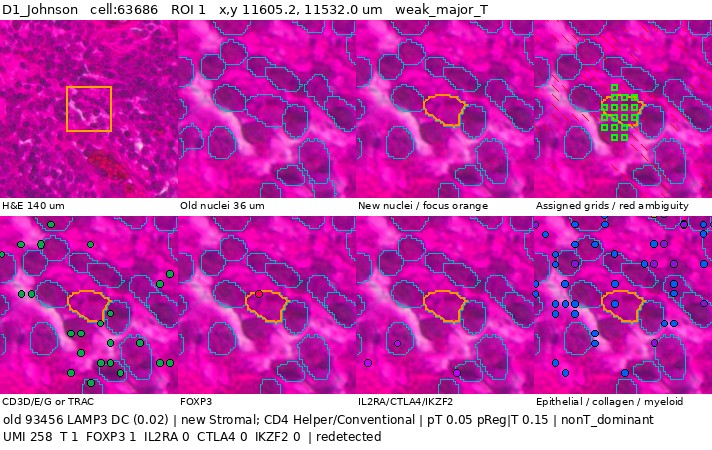 D1_Johnson cell:63686 ROI 1 x,y 11605.2, 11532.0 um weak_major_T
H&E 140 um
Old nuclei 36 um
New nuclei / focus orange
Assigned grids / red ambiguity
CD3D/E/G or TRAC
FOXP3
IL2RA/CTLA4/IKZF2
Epithelial / collagen / myeloid
old 93456 LAMP3 DC (0.02) | new Stromal; CD4 Helper/Conventional | pT 0.05 pReg|T 0.15 | nonT_dominant
UMI 258 T 1 FOXP3 1 IL2RA 0 CTLA4 0 IKZF2 0 | redetected